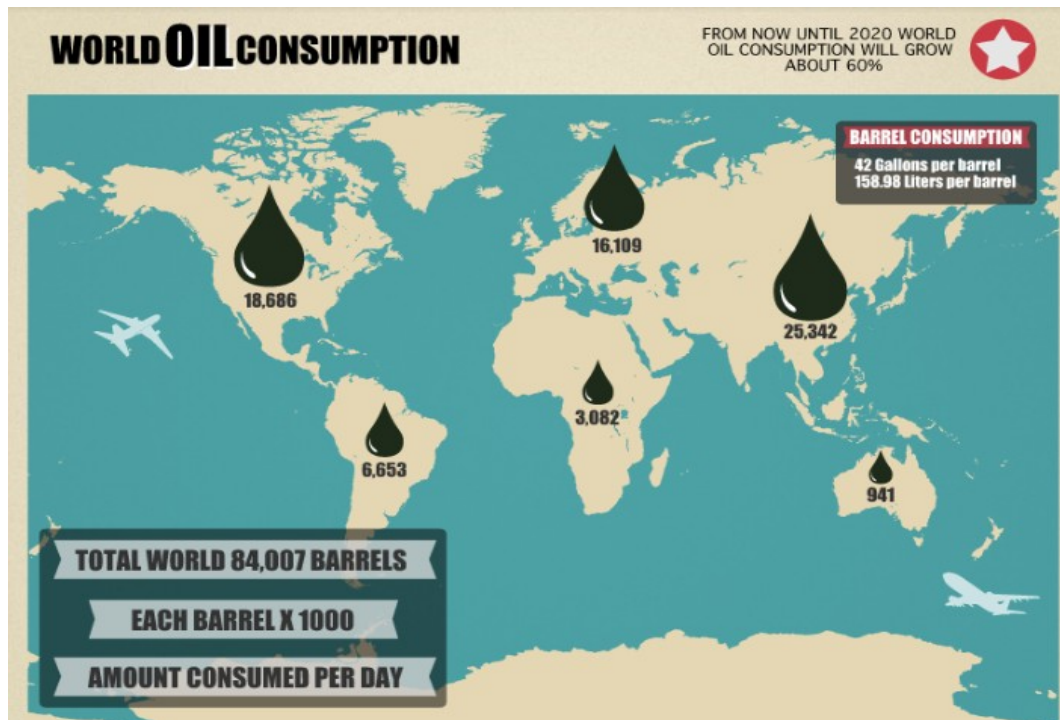 WORLD OIL CONSUMPTION
FROM NOW UNTIL 2020 WORLD
OIL CONSUMPTION WILL GROW
ABOUT 60%
BARREL CONSUMPTION
42 Gallons per barrel
158.98 Liters per barrel
18,686
16,109
25,342
3,082
6,653
941
TOTAL WORLD 84,007 BARRELS
EACH BARREL X 1000
AMOUNT CONSUMED PER DAY